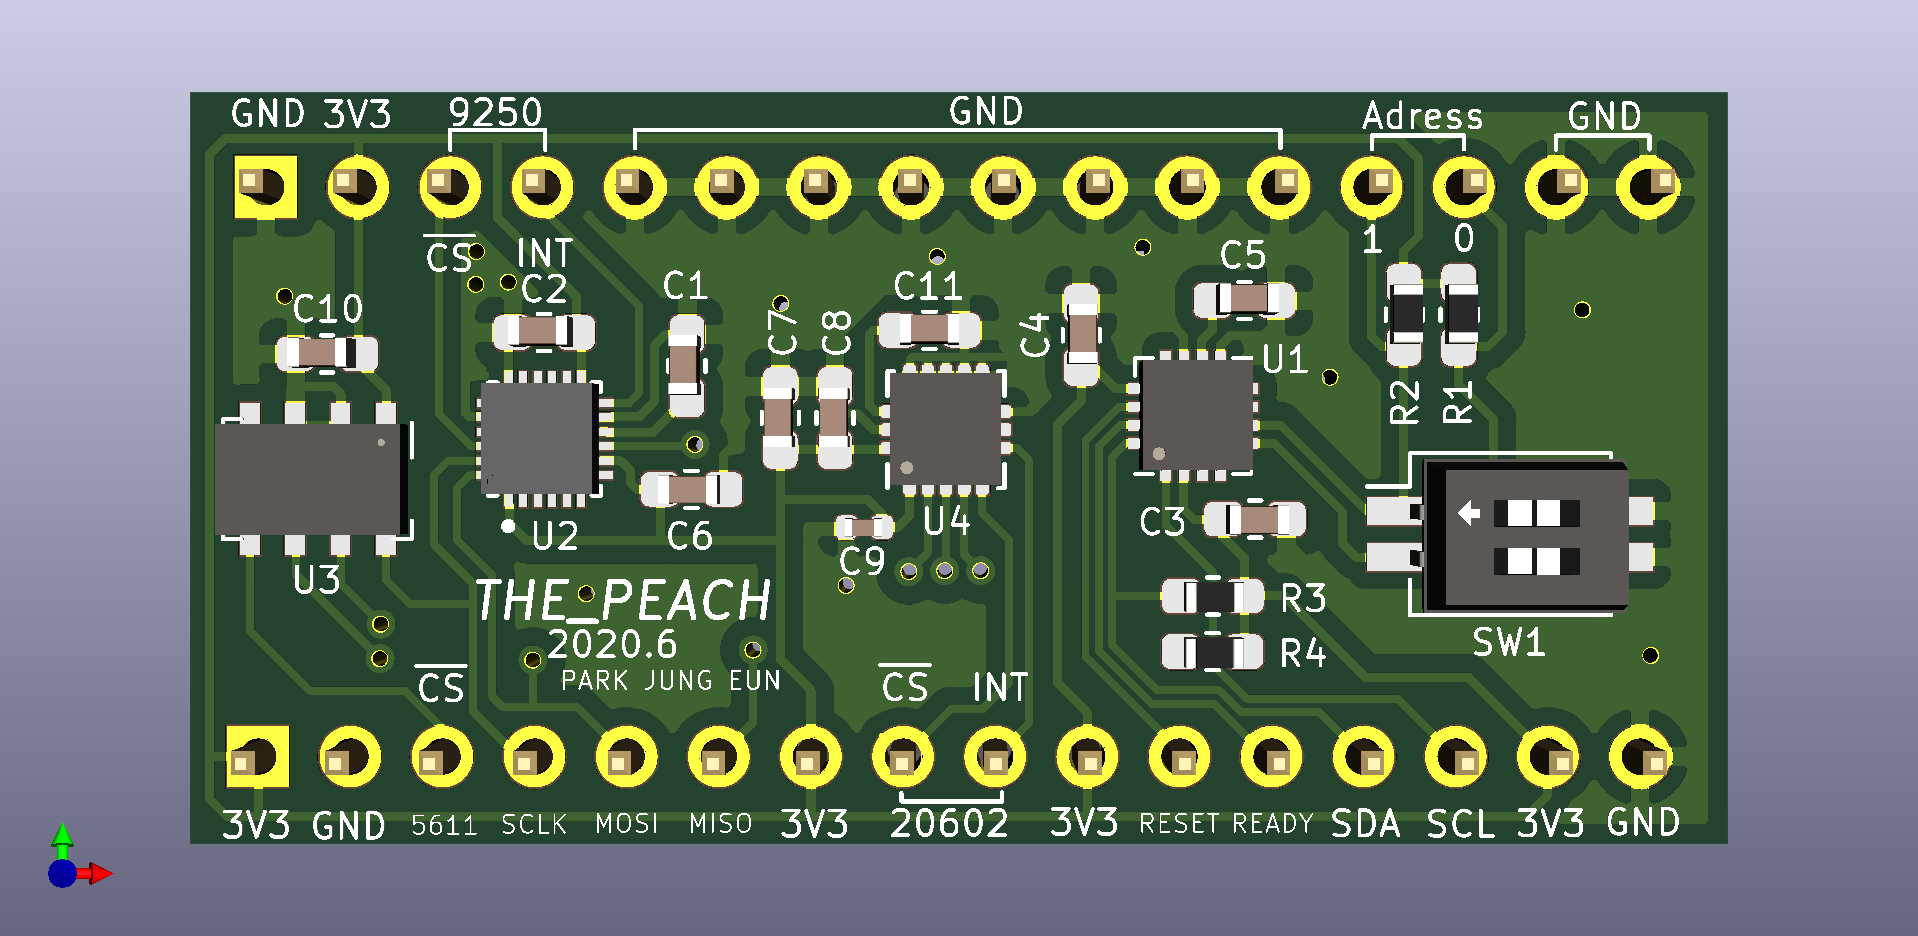 GND 3V3 9250 GND Adress GND
CS INT 1 0
C10 C2 C1 C7 C8 C11 C4 C5 U1
R2 R1
U3 U2 C6 C9 U4 C3
THE_PEACH
2020.6
PARK JUNG EUN
R3
R4
SW1
CS CS INT
3V3 GND 5611 SCLK MOSI MISO 3V3 20602 3V3 RESET READY SDA SCL 3V3 GND